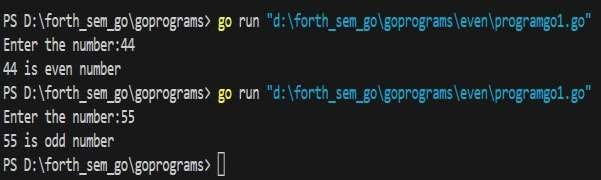 PS D:\forth_sem_go\goprograms> go run "d:\forth_sem_go\goprograms\even\programgo1.go"
Enter the number:44
44 is even number
PS D:\forth_sem_go\goprograms> go run "d:\forth_sem_go\goprograms\even\programgo1.go"
Enter the number:55
55 is odd number
PS D:\forth_sem_go\goprograms>